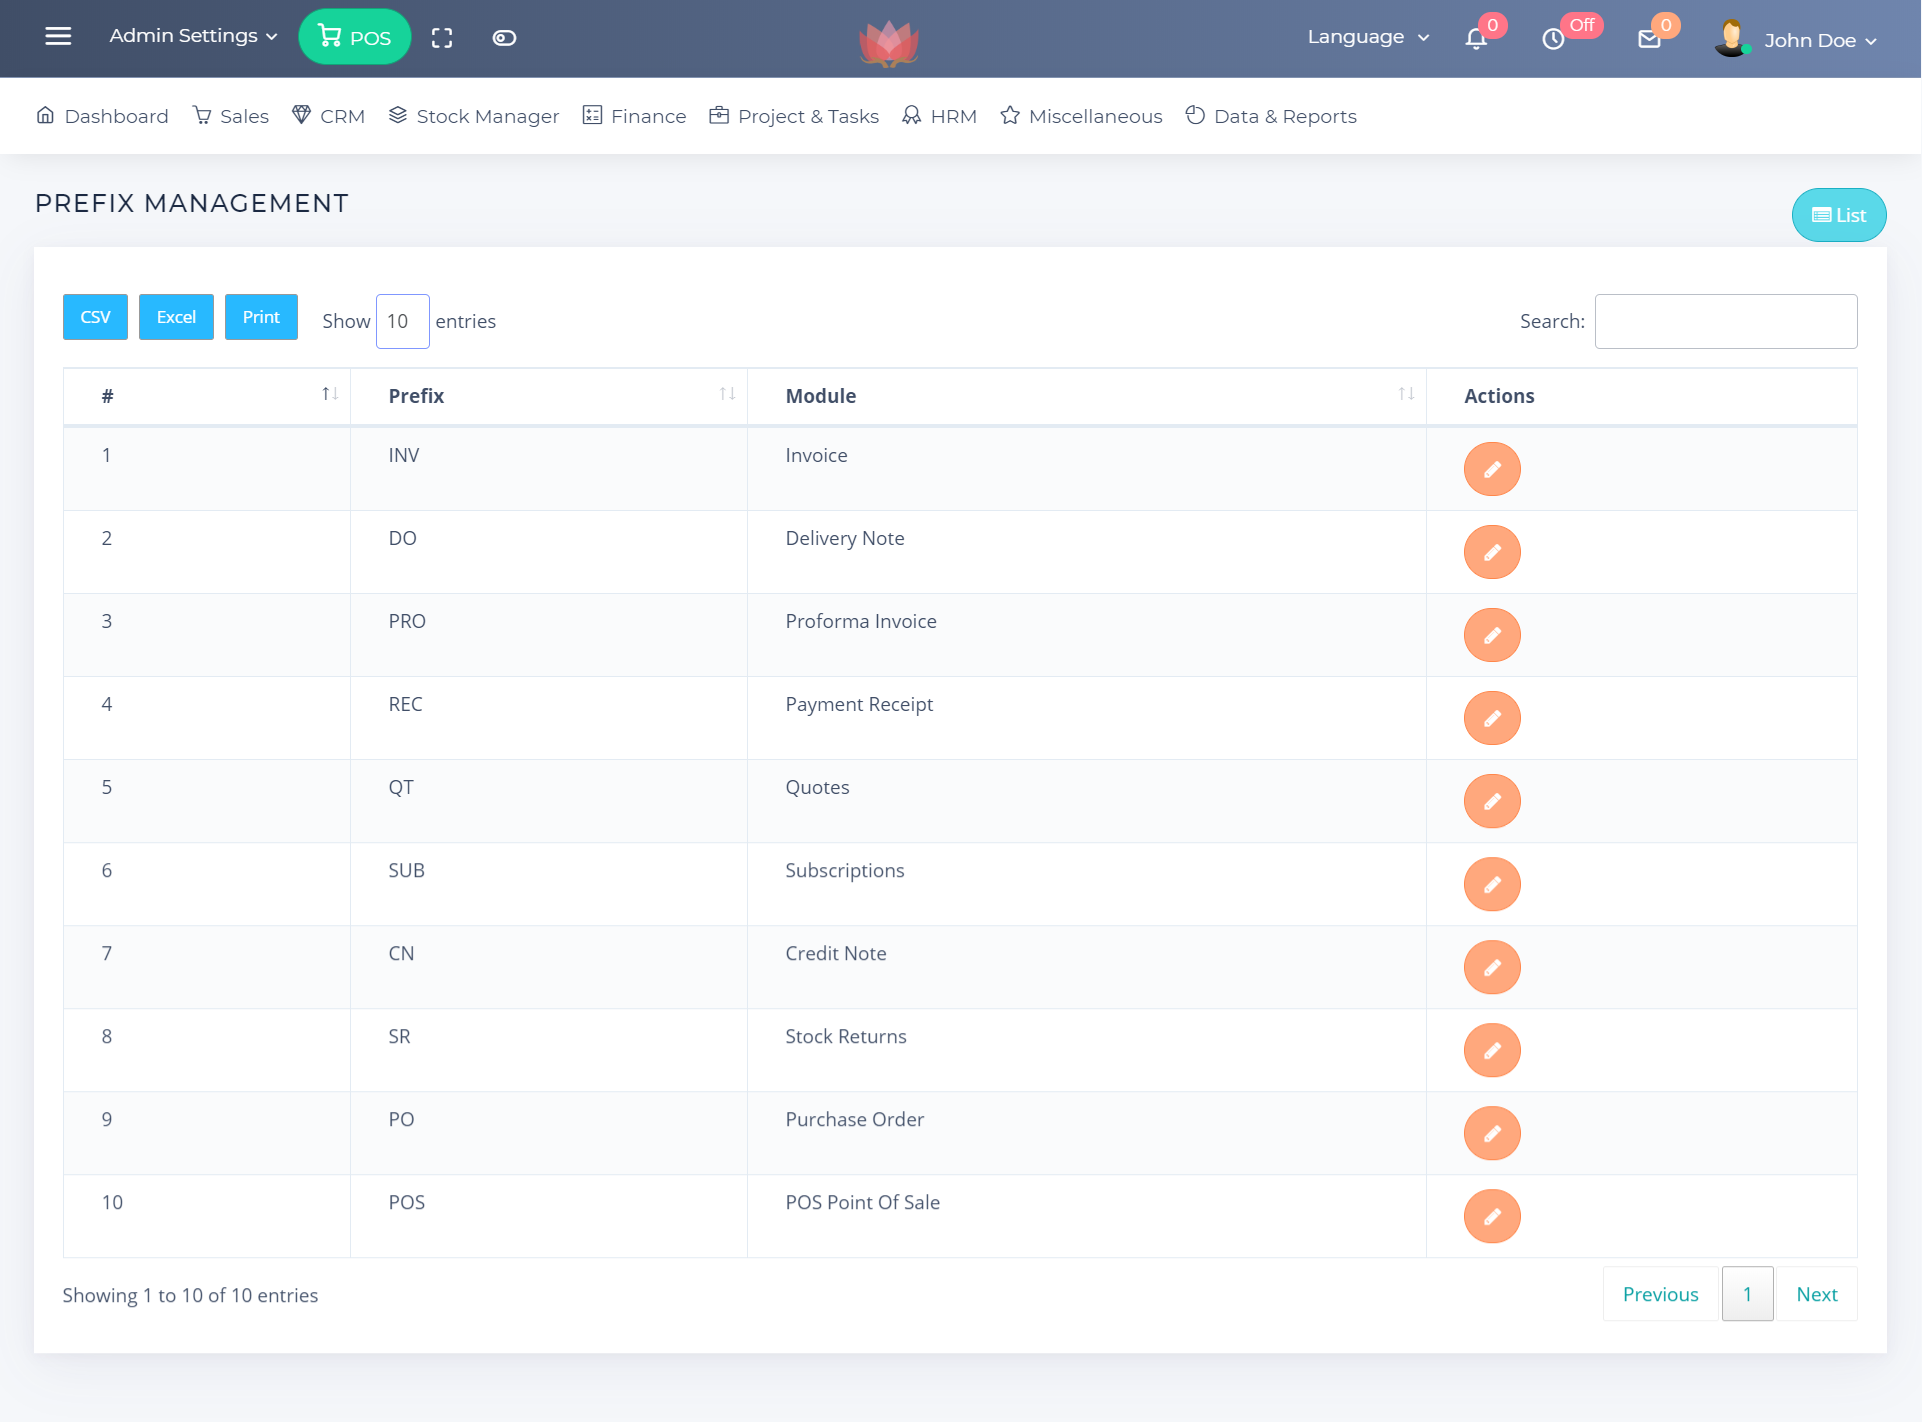 Admin Settings POS Language 0 Off 0 John Doe
Dashboard Sales CRM Stock Manager Finance Project & Tasks HRM Miscellaneous Data & Reports
PREFIX MANAGEMENT
List
CSV Excel Print Show 10 entries Search:
# Prefix Module Actions
1 INV Invoice
2 DO Delivery Note
3 PRO Proforma Invoice
4 REC Payment Receipt
5 QT Quotes
6 SUB Subscriptions
7 CN Credit Note
8 SR Stock Returns
9 PO Purchase Order
10 POS POS Point Of Sale
Showing 1 to 10 of 10 entries Previous 1 Next